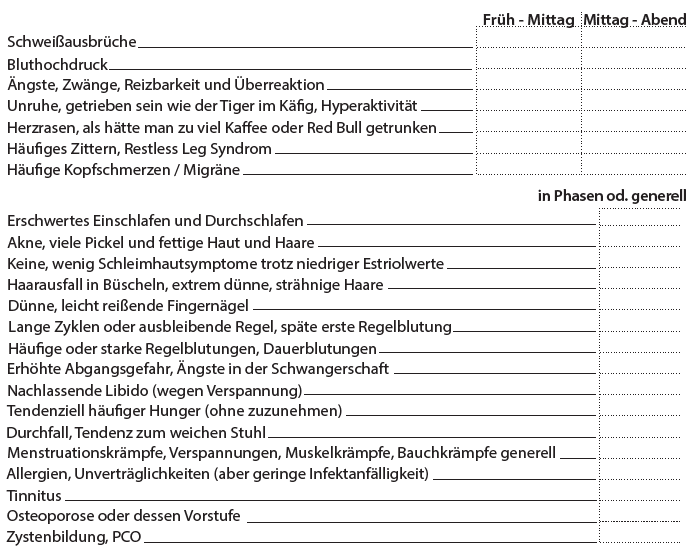 Früh - Mittag Mittag - Abend
Schweißausbrüche
Bluthochdruck
Ängste, Zwänge, Reizbarkeit und Überreaktion
Unruhe, getrieben sein wie der Tiger im Käfig, Hyperaktivität
Herzrasen, als hätte man zu viel Kaffee oder Red Bull getrunken
Häufiges Zittern, Restless Leg Syndrom
Häufige Kopfschmerzen / Migräne
in Phasen od. generell
Erschwertes Einschlafen und Durchschlafen
Akne, viele Pickel und fettige Haut und Haare
Keine, wenig Schleimhautsymptome trotz niedriger Estriolwerte
Haarausfall in Büscheln, extrem dünne, strähnige Haare
Dünne, leicht reißende Fingernägel
Lange Zyklen oder ausbleibende Regel, späte erste Regelblutung
Häufige oder starke Regelblutungen, Dauerblutungen
Erhöhte Abgangsgefahr, Ängste in der Schwangerschaft
Nachlassende Libido (wegen Verspannung)
Tendenziell häufiger Hunger (ohne zuzunehmen)
Durchfall, Tendenz zum weichen Stuhl
Menstruationskrämpfe, Verspannungen, Muskelkrämpfe, Bauchkrämpfe generell
Allergien, Unverträglichkeiten (aber geringe Infektanfälligkeit)
Tinnitus
Osteoporose oder dessen Vorstufe
Zystenbildung, PCO